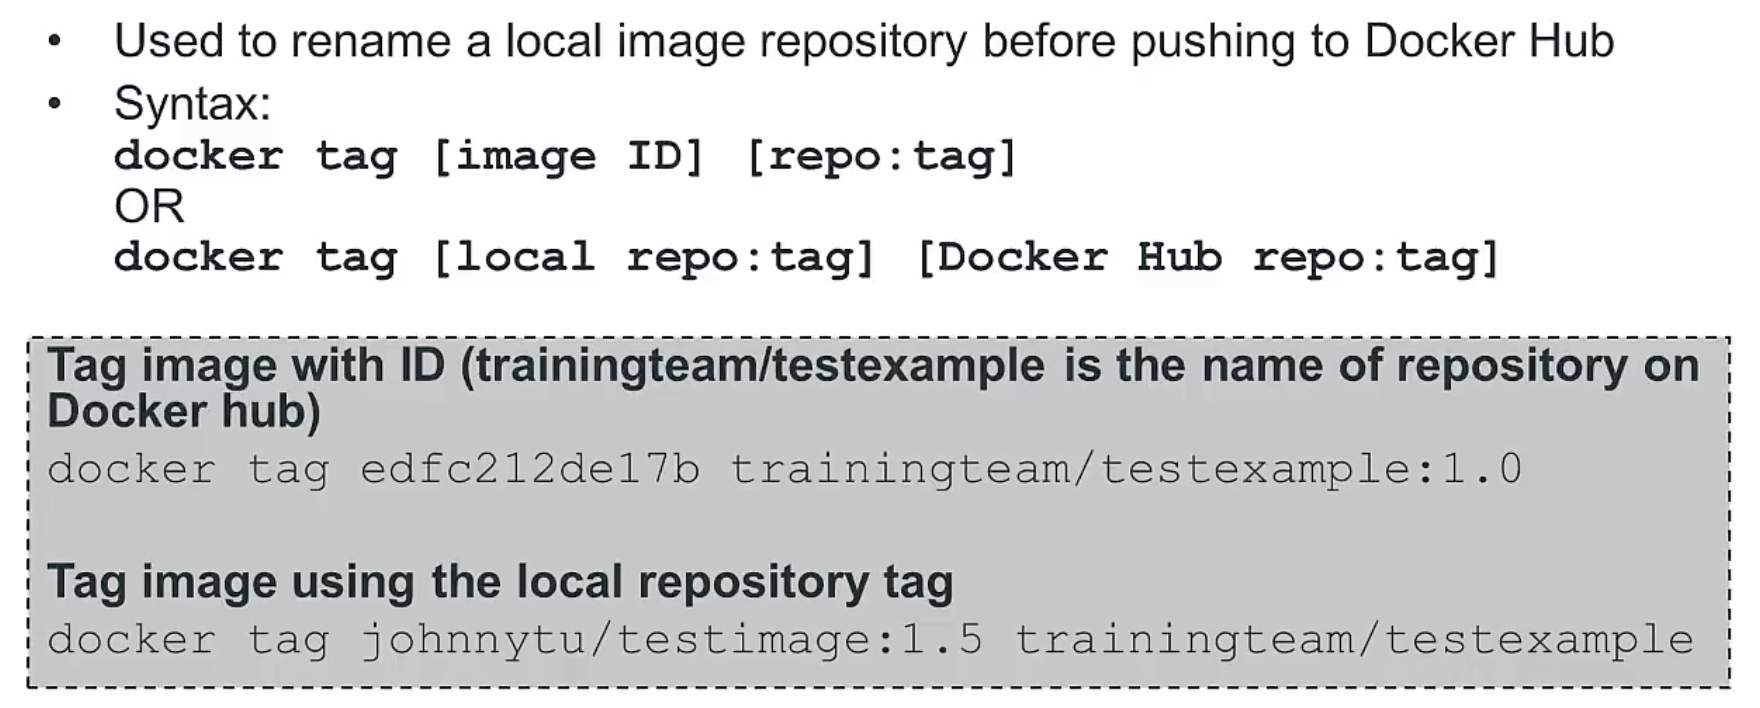 • Used to rename a local image repository before pushing to Docker Hub
• Syntax:
docker tag [image ID] [repo:tag]
OR
docker tag [local repo:tag] [Docker Hub repo:tag]
Tag image with ID (trainingteam/testexample is the name of repository on
Docker hub)
docker tag edfc212de17b trainingteam/testexample:1.0
Tag image using the local repository tag
docker tag johnnytu/testimage:1.5 trainingteam/testexample